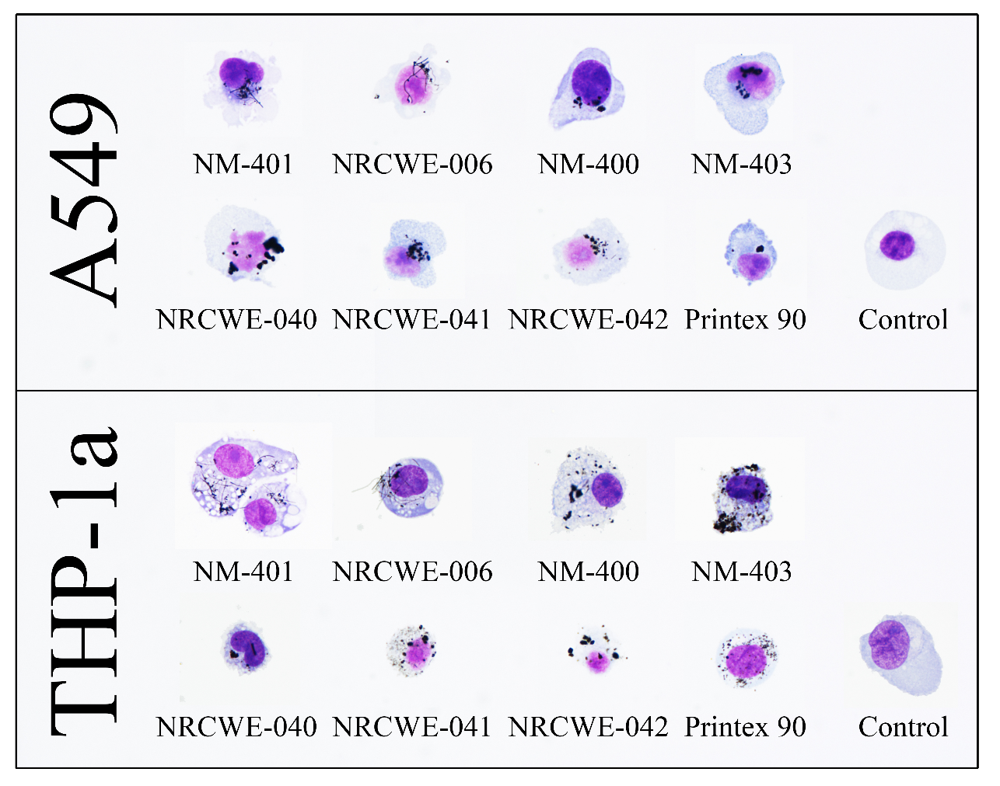 A549
NM-401 NRCWE-006 NM-400 NM-403
NRCWE-040 NRCWE-041 NRCWE-042 Printex 90 Control
THP-1a
NM-401 NRCWE-006 NM-400 NM-403
NRCWE-040 NRCWE-041 NRCWE-042 Printex 90 Control